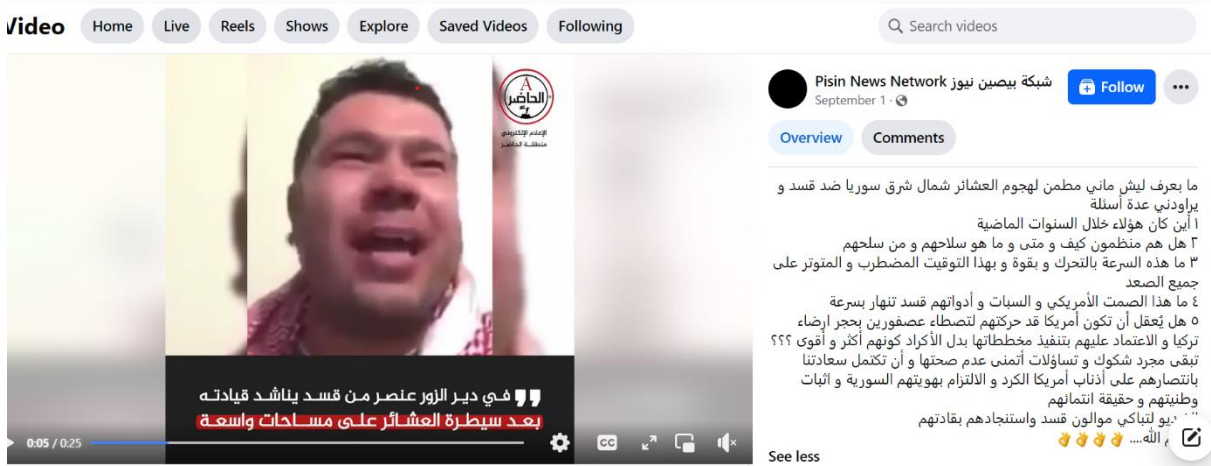 Video
Home
Live
Reels
Shows
Explore
Saved Videos
Following
Search videos
A
الحاضر
الإعلام الإلكتروني
منطقة الحاضر
في دير الزور عنصر من قسد يناشد قيادته
بعد سيطرة العشائر على مساحات واسعة
0:05 / 0:25
CC
شبكة بيصين نيوز Pisin News Network
September 1
Follow
Overview
Comments
ما بعرف ليش ماني مطمن لهجوم العشائر شمال شرق سوريا ضد قسد و
يراودني عدة أسئلة
١ أين كان هؤلاء خلال السنوات الماضية
٢ هل هم منظمون كيف و متى و ما هو سلاحهم و من سلحهم
٣ ما هذه السرعة بالتحرك و بقوة و بهذا التوقيت المضطرب و المتوتر على
جميع الصعد
٤ ما هذا الصمت الأمريكي و السبات و أدواتهم قسد تنهار بسرعة
٥ هل يُعقل أن تكون أمريكا قد حركتهم لتصطاء عصفورين بحجر ارضاء
تركيا و الاعتماد عليهم بتنفيذ مخططاتها بدل الأكراد كونهم أكثر و أقوى ؟؟؟
تبقى مجرد شكوك و تساؤلات أتمنى عدم صحتها و أن تكتمل سعادتنا
بانتصارهم على أذناب أمريكا الكرد و الالتزام بهويتهم السورية و اثبات
وطنيتهم و حقيقة انتمائهم
لتباكي موالون قسد واستنجادهم بقادتهم
الله.... 👌👌👌👌
See less